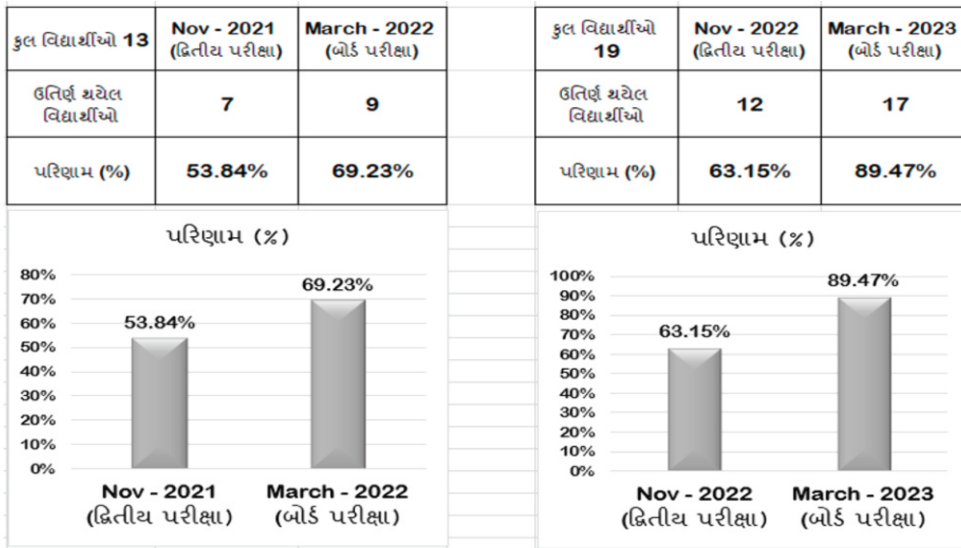 કુલ વિદ્યાર્થીઓ 13
Nov - 2021
(દ્વિતીય પરીક્ષા)
March - 2022
(બોર્ડ પરીક્ષા)
ઉતિર્ણ થયેલ
વિદ્યાર્થીઓ
7
9
પરિણામ (%)
53.84%
69.23%
કુલ વિદ્યાર્થીઓ
19
Nov - 2022
(દ્વિતીય પરીક્ષા)
March - 2023
(બોર્ડ પરીક્ષા)
ઉતિર્ણ થયેલ
વિદ્યાર્થીઓ
12
17
પરિણામ (%)
63.15%
89.47%
પરિણામ (%)
80%
70%
60%
50%
40%
30%
20%
10%
0%
53.84%
69.23%
Nov - 2021
(દ્વિતીય પરીક્ષા)
March - 2022
(બોર્ડ પરીક્ષા)
પરિણામ (%)
100%
90%
80%
70%
60%
50%
40%
30%
20%
10%
0%
63.15%
89.47%
Nov - 2022
(દ્વિતીય પરીક્ષા)
March - 2023
(બોર્ડ પરીક્ષા)